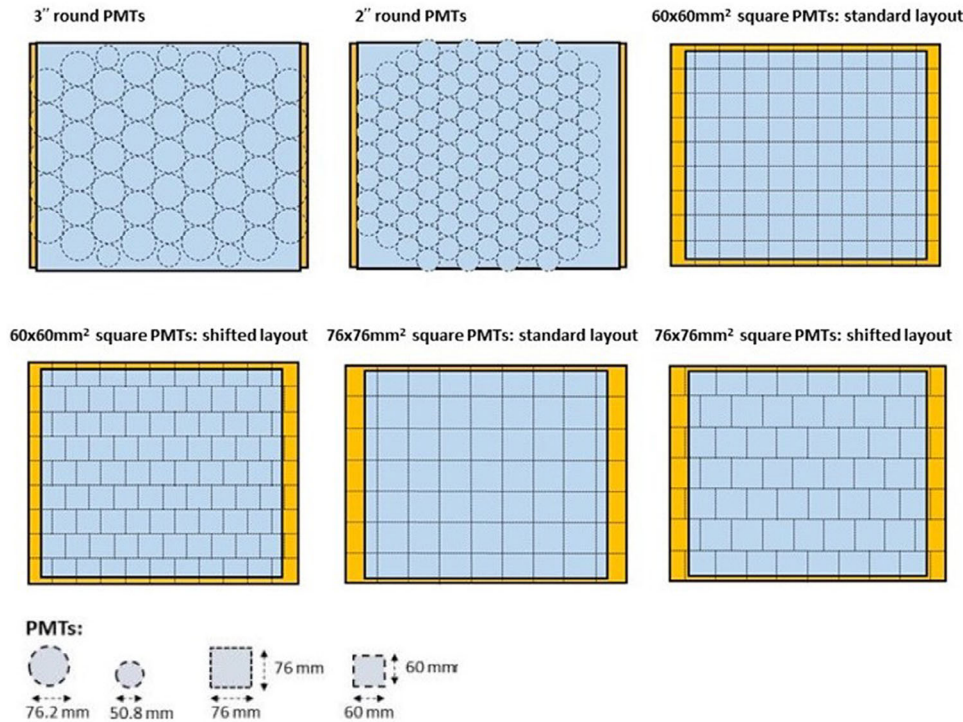 3″ round PMTs
2″ round PMTs
60x60mm² square PMTs: standard layout
60x60mm² square PMTs: shifted layout
76x76mm² square PMTs: standard layout
76x76mm² square PMTs: shifted layout
PMTs:
76 mm
60 mm
76.2 mm
50.8 mm
76 mm
60 mm